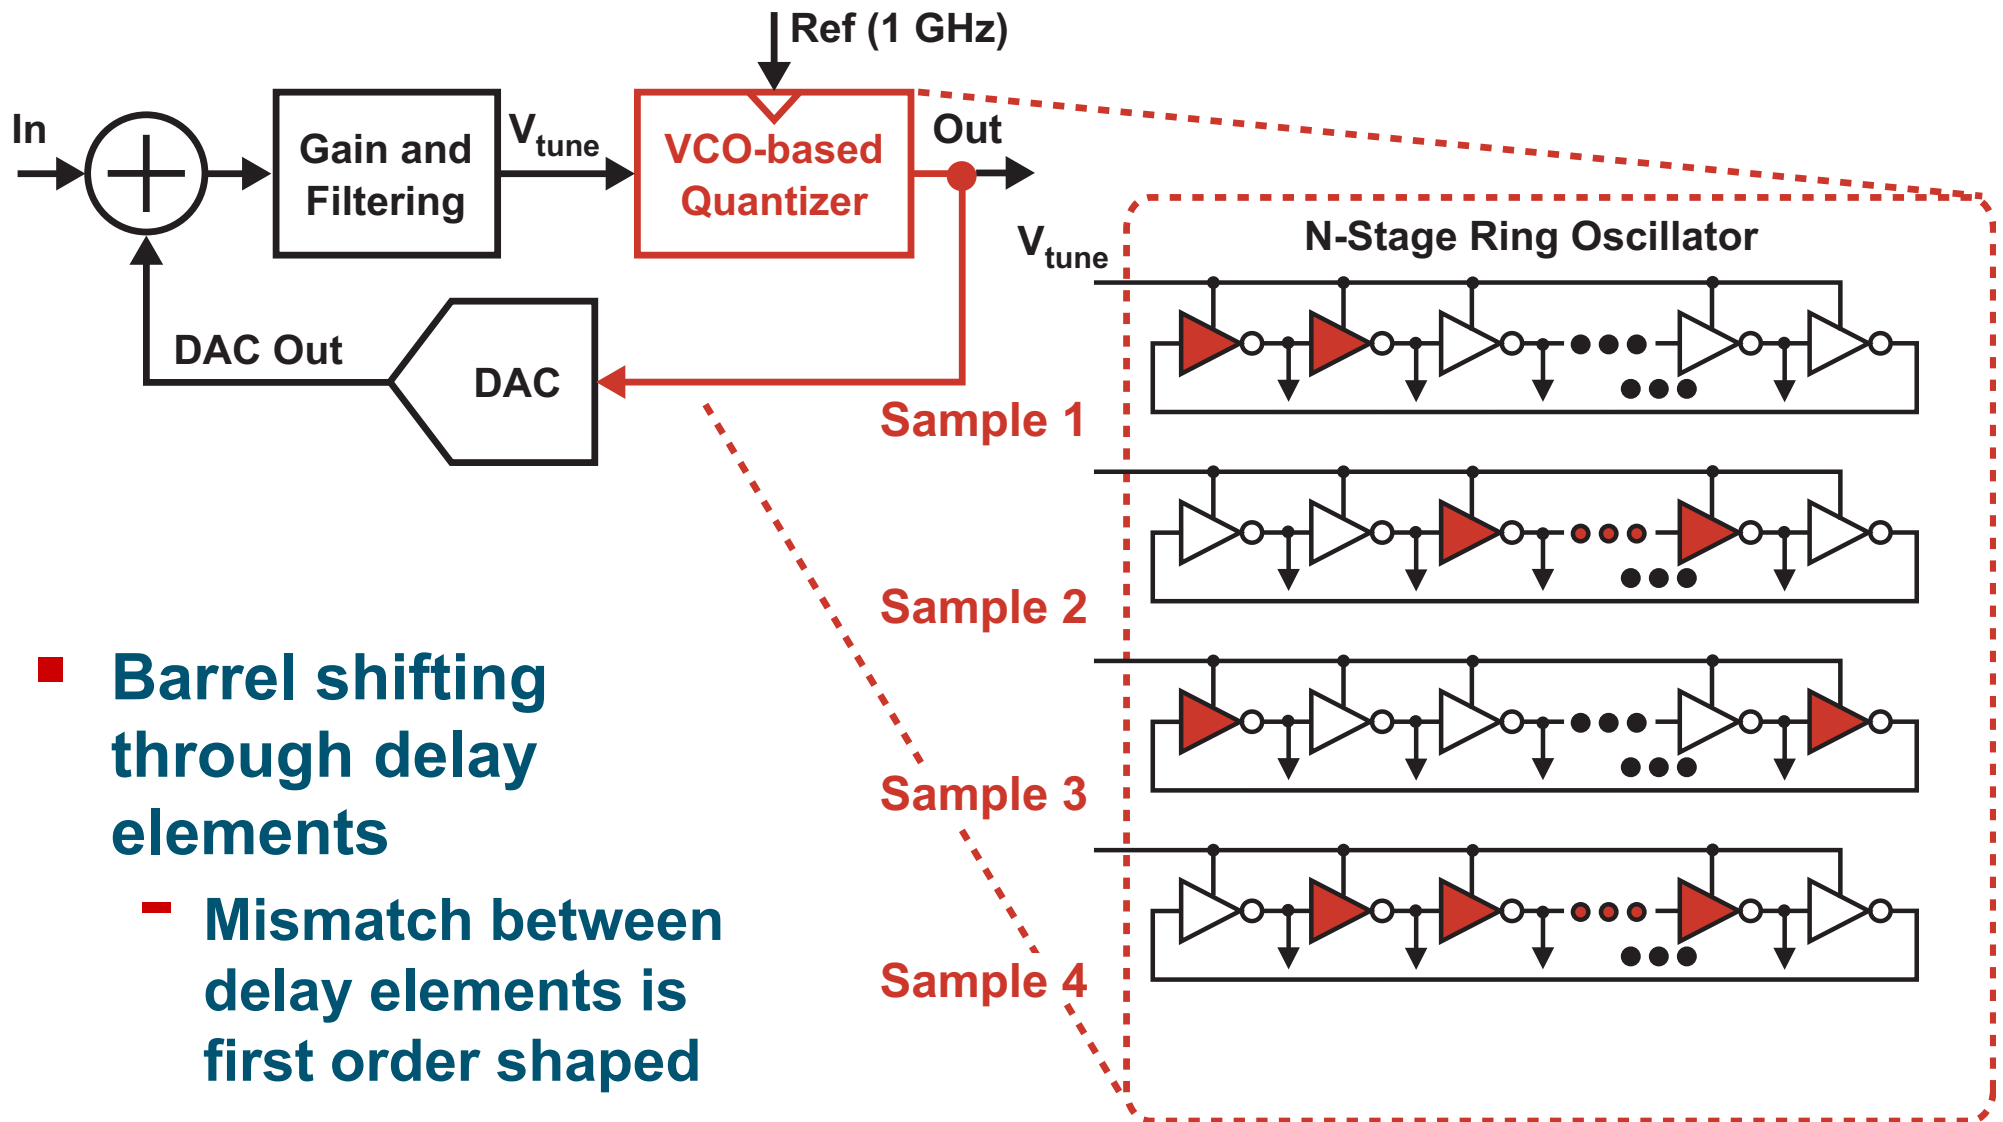 Ref (1 GHz)
In
Gain and
Filtering
Vtune
VCO-based
Quantizer
Out
DAC Out
DAC
Vtune
N-Stage Ring Oscillator
Sample 1
Sample 2
Sample 3
Sample 4
Barrel shifting
through delay
elements
Mismatch between
delay elements is
first order shaped